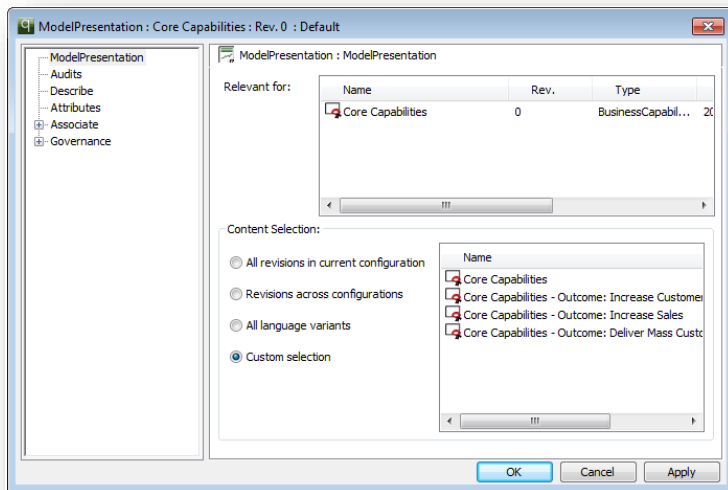 ModelPresentation : Core Capabilities : Rev. 0 : Default
ModelPresentation
Audits
Describe
Attributes
Associate
Governance
ModelPresentation : ModelPresentation
Relevant for:
Name Rev. Type
Core Capabilities 0 BusinessCapabil... 20
Content Selection:
All revisions in current configuration
Revisions across configurations
All language variants
Custom selection
Name
Core Capabilities
Core Capabilities - Outcome: Increase Customer
Core Capabilities - Outcome: Increase Sales
Core Capabilities - Outcome: Deliver Mass Custo
OK Cancel Apply